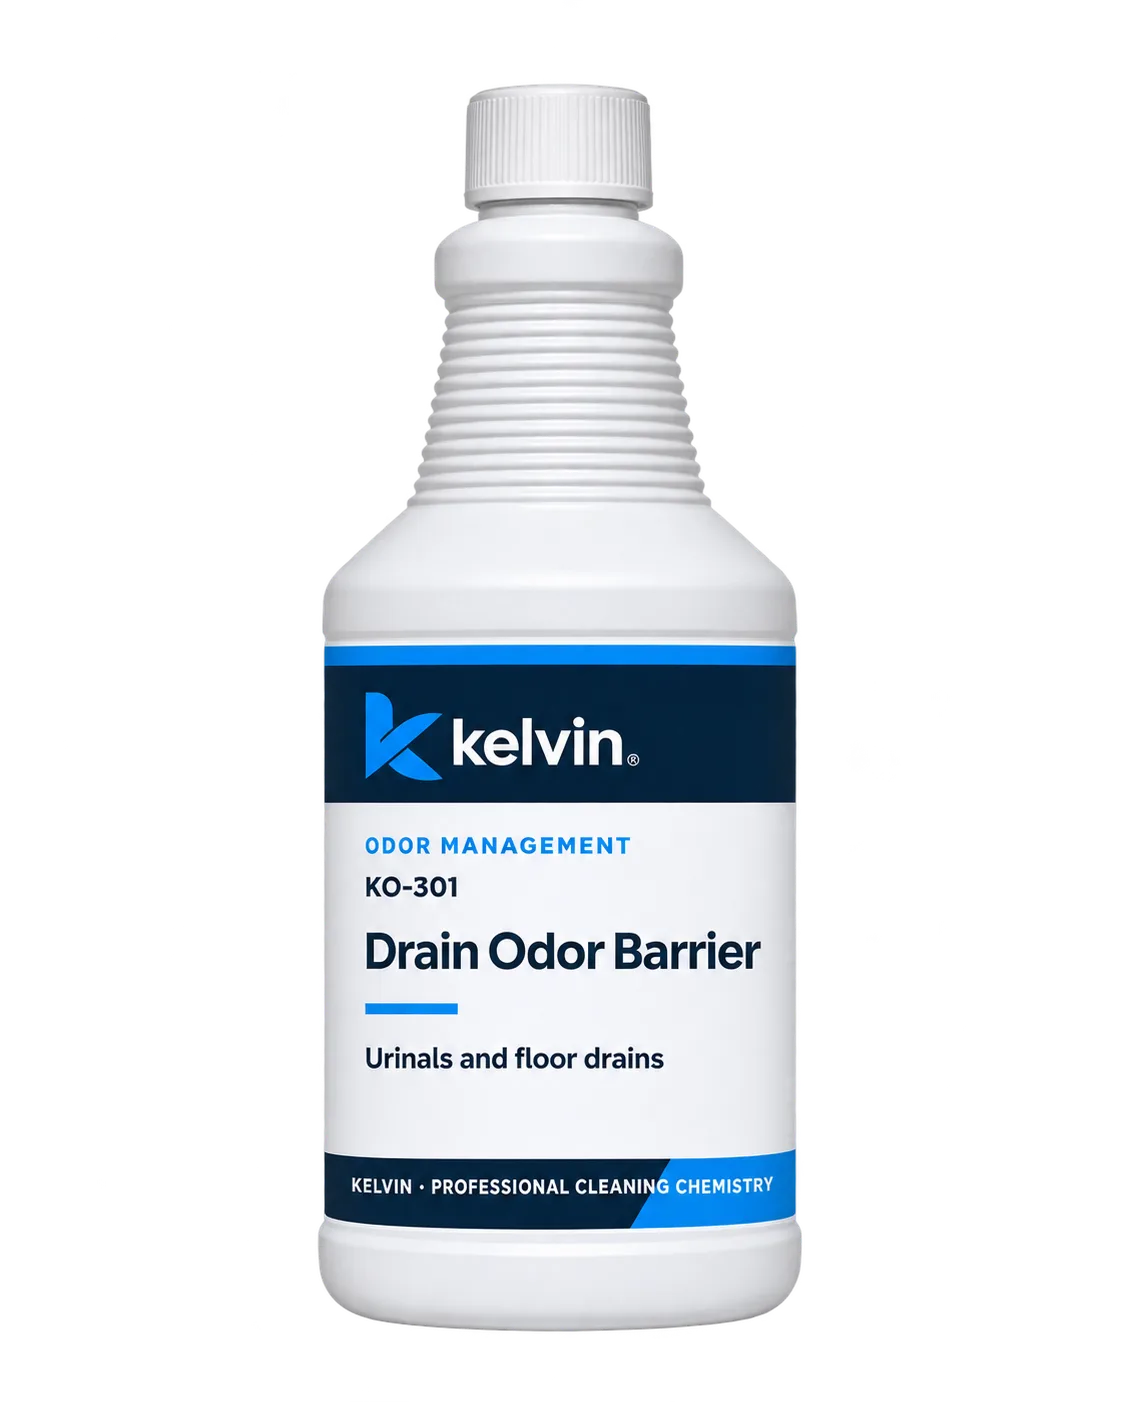 kelvin®
ODOR MANAGEMENT
KO-301
Drain Odor Barrier
Urinals and floor drains
KELVIN · PROFESSIONAL CLEANING CHEMISTRY